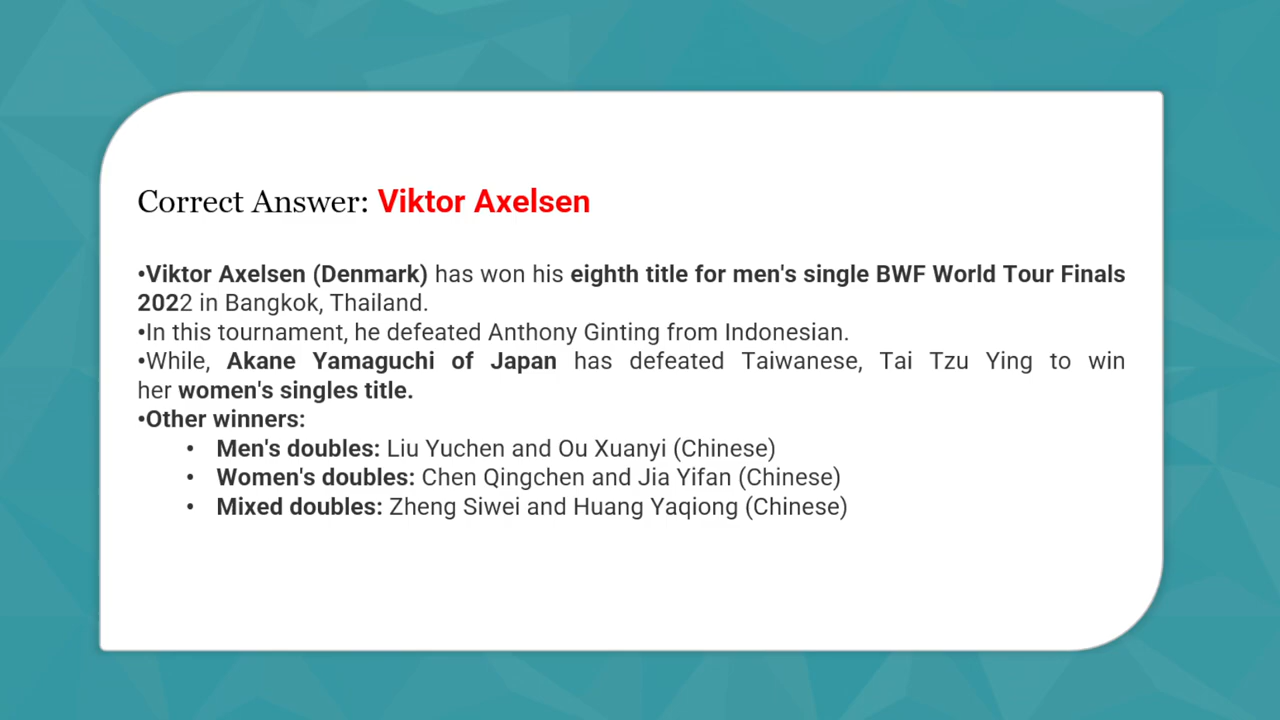 Correct Answer: Viktor Axelsen
•Viktor Axelsen (Denmark) has won his eighth title for men's single BWF World Tour Finals
2022 in Bangkok, Thailand.
•In this tournament, he defeated Anthony Ginting from Indonesian.
•While, Akane Yamaguchi of Japan has defeated Taiwanese, Tai Tzu Ying to win
her women's singles title.
•Other winners:
• Men's doubles: Liu Yuchen and Ou Xuanyi (Chinese)
• Women's doubles: Chen Qingchen and Jia Yifan (Chinese)
• Mixed doubles: Zheng Siwei and Huang Yaqiong (Chinese)